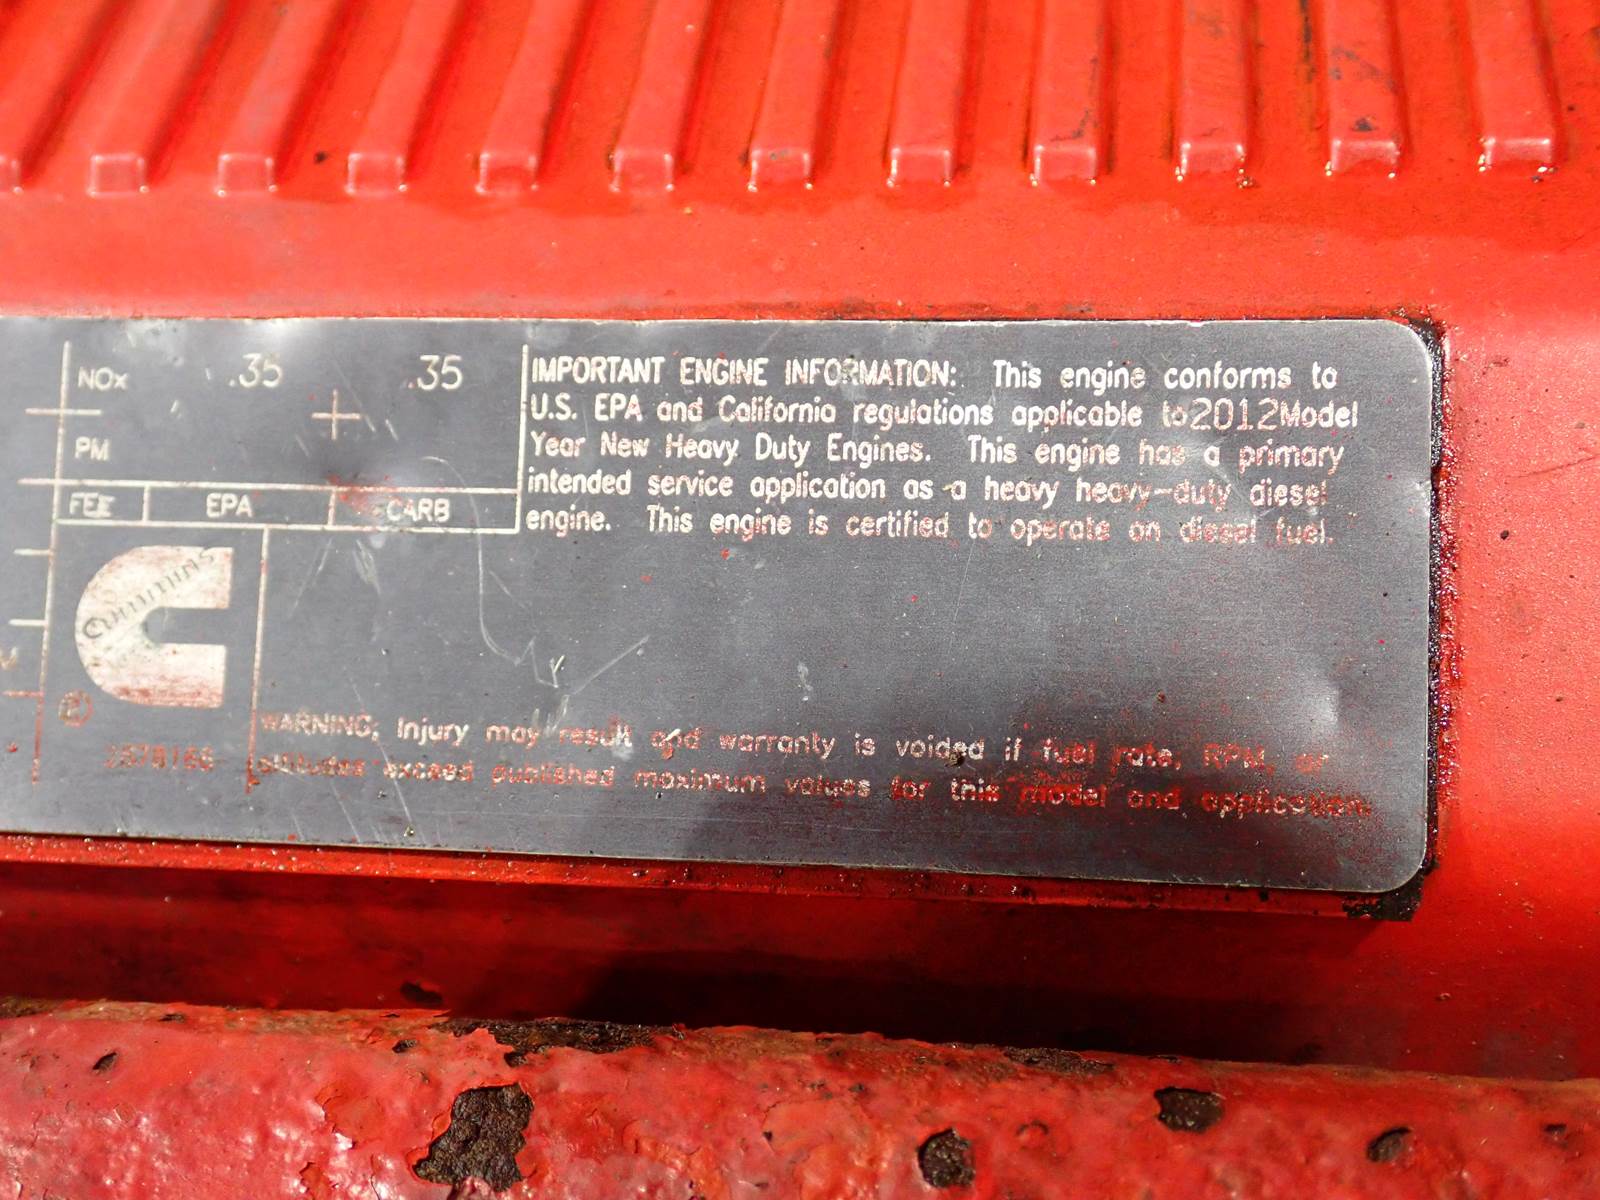 NOx .35 .35
PM
FEL EPA CARB
IMPORTANT ENGINE INFORMATION: This engine conforms to
U.S. EPA and California regulations applicable to 2012 Model
Year New Heavy Duty Engines. This engine has a primary
intended service application as a heavy heavy-duty diesel
engine. This engine is certified to operate on diesel fuel.
Cummins
®
WARNING: Injury may result and warranty is voided if fuel rate, RPM, or
altitudes exceed published maximum values for this model and application.